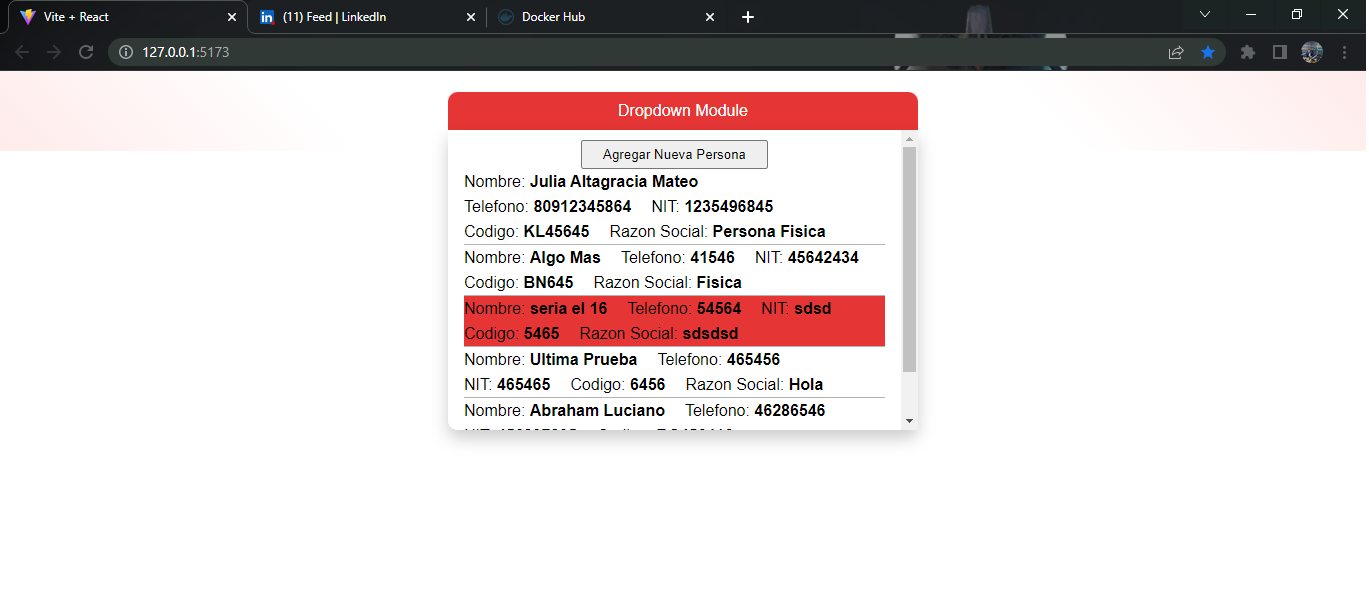 Vite + React
(11) Feed | LinkedIn
Docker Hub
127.0.0.1:5173
Dropdown Module
Agregar Nueva Persona
Nombre: Julia Altagracia Mateo
Telefono: 80912345864 NIT: 1235496845
Codigo: KL45645 Razon Social: Persona Fisica
Nombre: Algo Mas Telefono: 41546 NIT: 45642434
Codigo: BN645 Razon Social: Fisica
Nombre: seria el 16 Telefono: 54564 NIT: sdsd
Codigo: 5465 Razon Social: sdsdsd
Nombre: Ultima Prueba Telefono: 465456
NIT: 465465 Codigo: 6456 Razon Social: Hola
Nombre: Abraham Luciano Telefono: 46286546